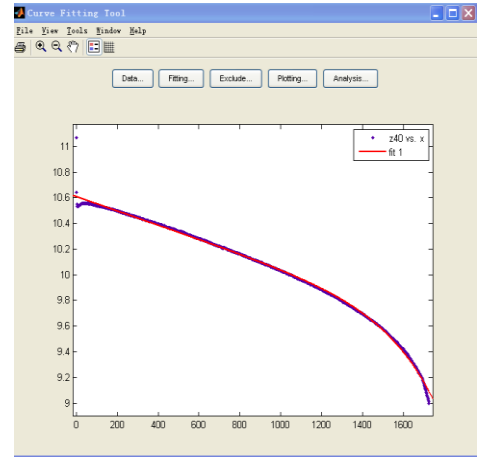 Curve Fitting Tool
File View Tools Window Help
Data... Fitting... Exclude... Plotting... Analysis...
z40 vs. x
fit 1
11
10.8
10.6
10.4
10.2
10
9.8
9.6
9.4
9.2
9
0 200 400 600 800 1000 1200 1400 1600